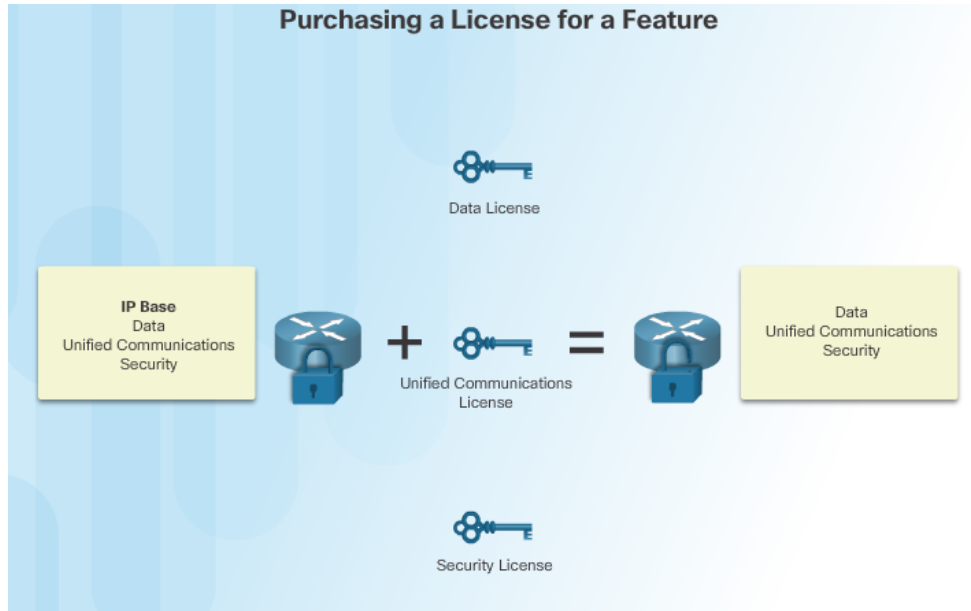 Purchasing a License for a Feature
Data License
IP Base
Data
Unified Communications
Security
+
Unified Communications
License
=
Data
Unified Communications
Security
Security License